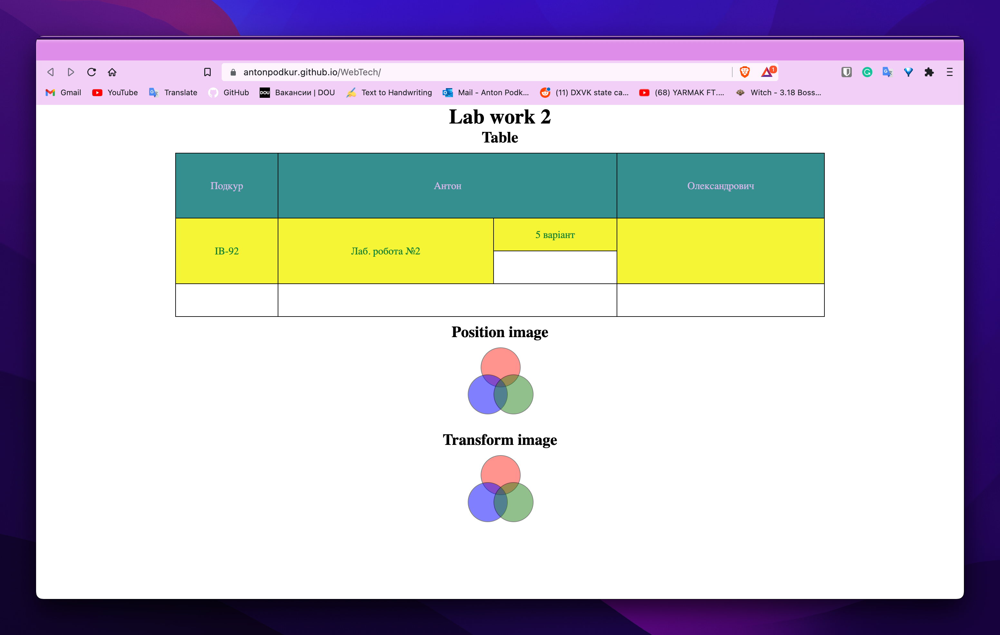 antonpodkur.github.io/WebTech/
1
Gmail YouTube Translate GitHub DOU Вакансии | DOU Text to Handwriting Mail - Anton Podk... (11) DXVK state ca... (68) YARMAK FT.... Witch - 3.18 Boss...
Lab work 2
Table
Подкур Антон Олександрович
5 варіант
ІВ-92 Лаб. робота №2
Position image
Transform image